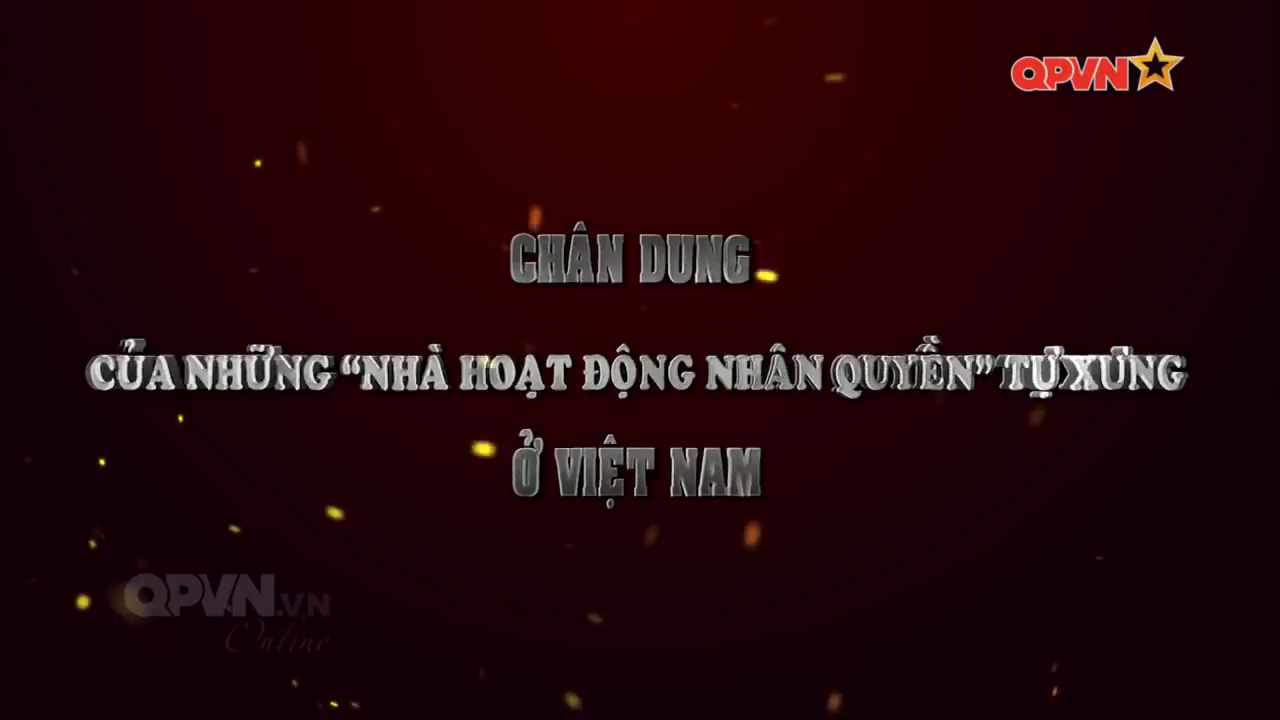 QPVN
CHÂN DUNG
CỦA NHỮNG “NHÀ HOẠT ĐỘNG NHÂN QUYỀN” TỰ XƯNG
Ở VIỆT NAM
QPVN.VN
Online